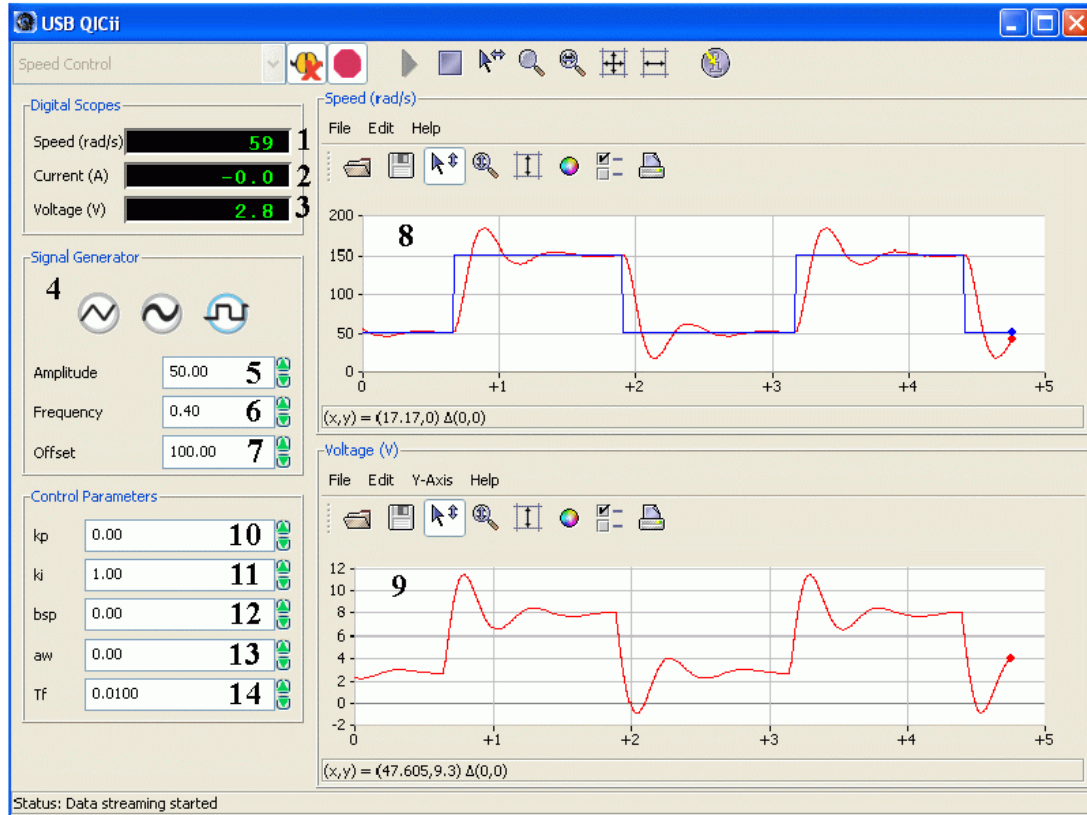 USB QICii
Speed Control
Digital Scopes
Speed (rad/s) 59 1
Current (A) -0.0 2
Voltage (V) 2.8 3
Signal Generator
4
Amplitude 50.00 5
Frequency 0.40 6
Offset 100.00 7
Control Parameters
kp 0.00 10
ki 1.00 11
bsp 0.00 12
aw 0.00 13
Tf 0.0100 14
Speed (rad/s)
File Edit Help
8
200
150
100
50
0
0 +1 +2 +3 +4 +5
(x,y) = (17.17,0) Δ(0,0)
Voltage (V)
File Edit Y-Axis Help
9
12
10
8
6
4
2
0
-2
0 +1 +2 +3 +4 +5
(x,y) = (47.605,9.3) Δ(0,0)
Status: Data streaming started